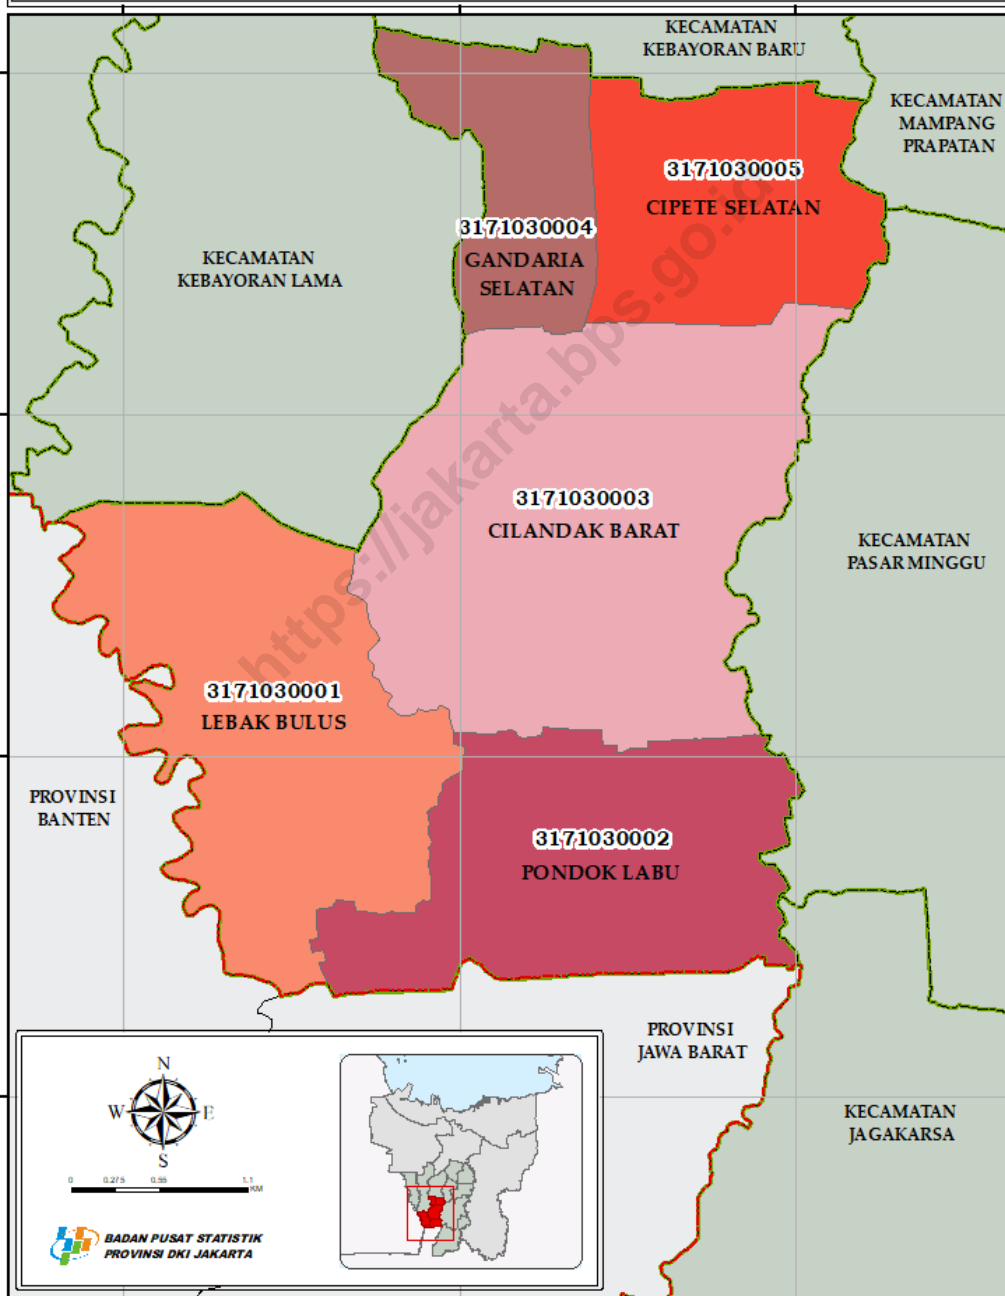 KECAMATAN
KEBAYORAN BARU
KECAMATAN
MAMPANG
PRAPATAN
3171030005
CIPETE SELATAN
3171030004
GANDARIA
SELATAN
KECAMATAN
KEBAYORAN LAMA
https://jakarta.bps.go.id
3171030003
CILANDAK BARAT
KECAMATAN
PASAR MINGGU
3171030001
LEBAK BULUS
PROVINSI
BANTEN
3171030002
PONDOK LABU
PROVINSI
JAWA BARAT
KECAMATAN
JAGAKARSA
N
W E
S
0 0.275 0.55 1.1
KM
BADAN PUSAT STATISTIK
PROVINSI DKI JAKARTA